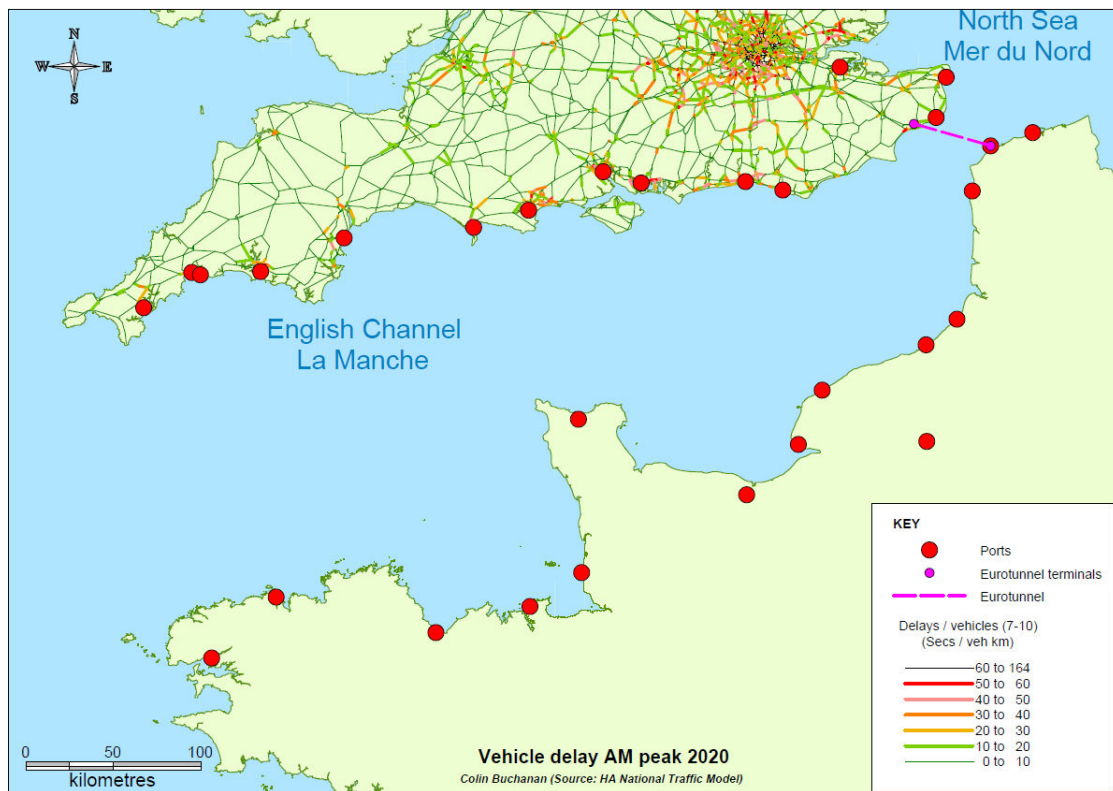 North Sea
Mer du Nord
N
W E
S
English Channel
La Manche
KEY
Ports
Eurotunnel terminals
Eurotunnel
Delays / vehicles (7-10)
(Secs / veh km)
60 to 164
50 to 60
40 to 50
30 to 40
20 to 30
10 to 20
0 to 10
0 50 100
kilometres
Vehicle delay AM peak 2020
Colin Buchanan (Source: HA National Traffic Model)